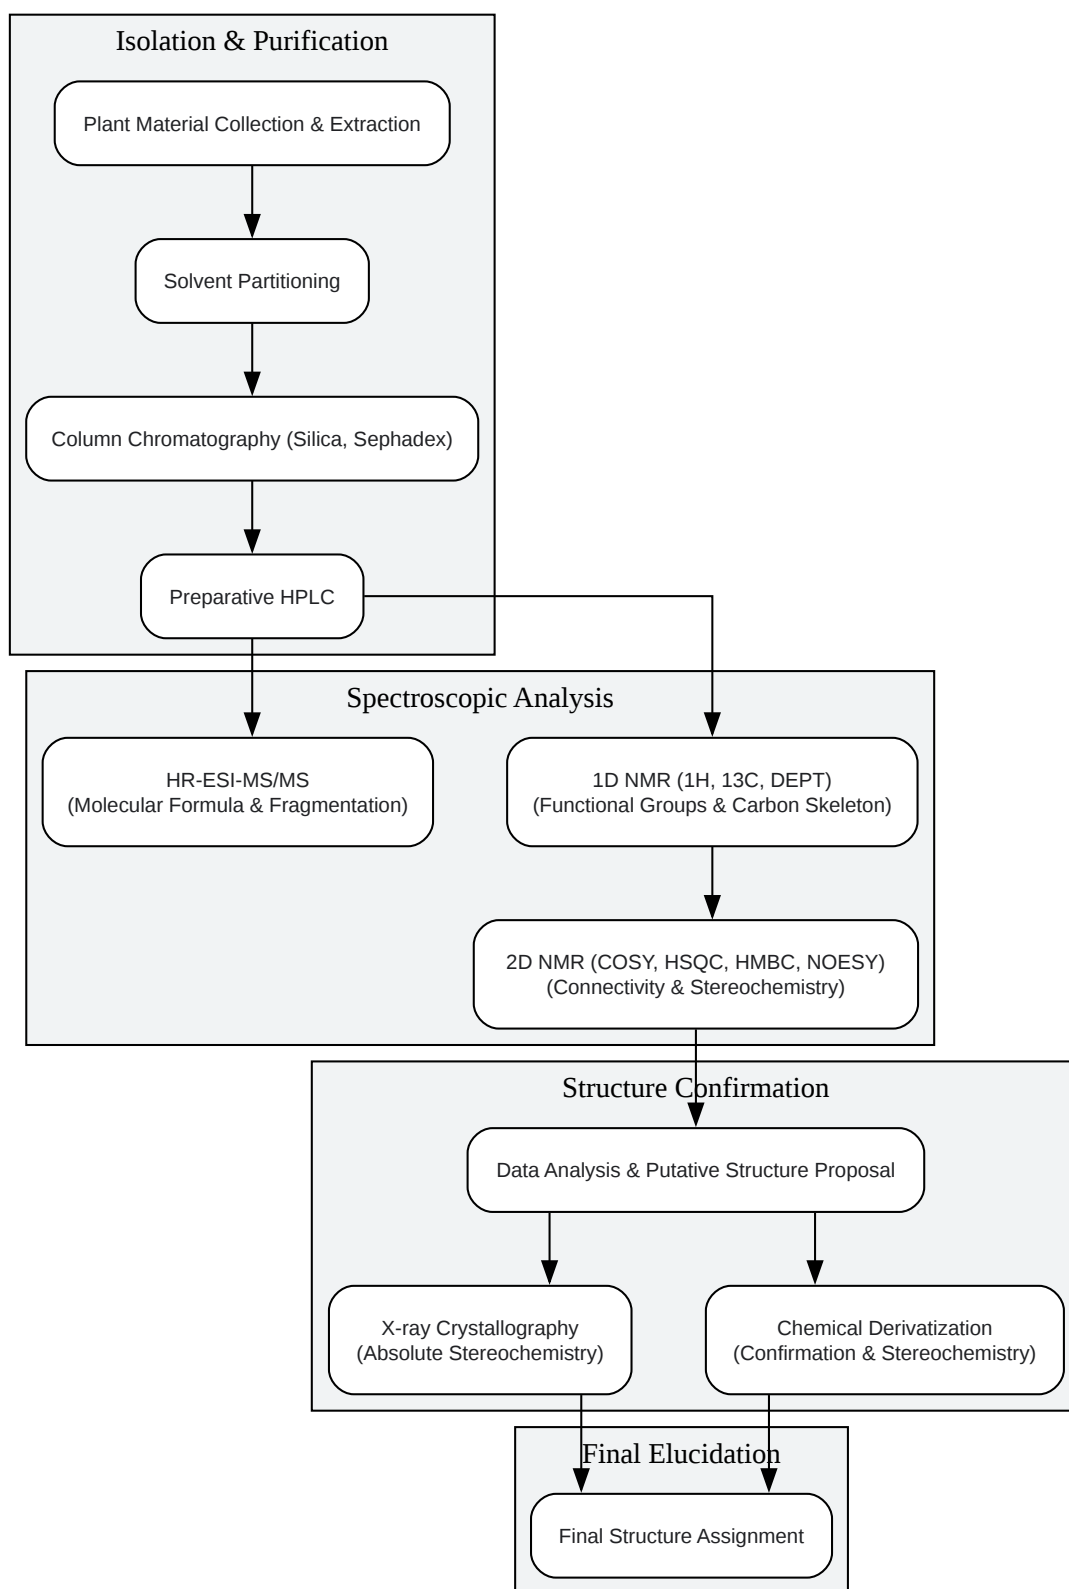 Isolation & Purification
Plant Material Collection & Extraction
Solvent Partitioning
Column Chromatography (Silica, Sephadex)
Preparative HPLC
Spectroscopic Analysis
HR-ESI-MS/MS
(Molecular Formula & Fragmentation)
1D NMR (1H, 13C, DEPT)
(Functional Groups & Carbon Skeleton)
2D NMR (COSY, HSQC, HMBC, NOESY)
(Connectivity & Stereochemistry)
Structure Confirmation
Data Analysis & Putative Structure Proposal
X-ray Crystallography
(Absolute Stereochemistry)
Chemical Derivatization
(Confirmation & Stereochemistry)
Final Elucidation
Final Structure Assignment